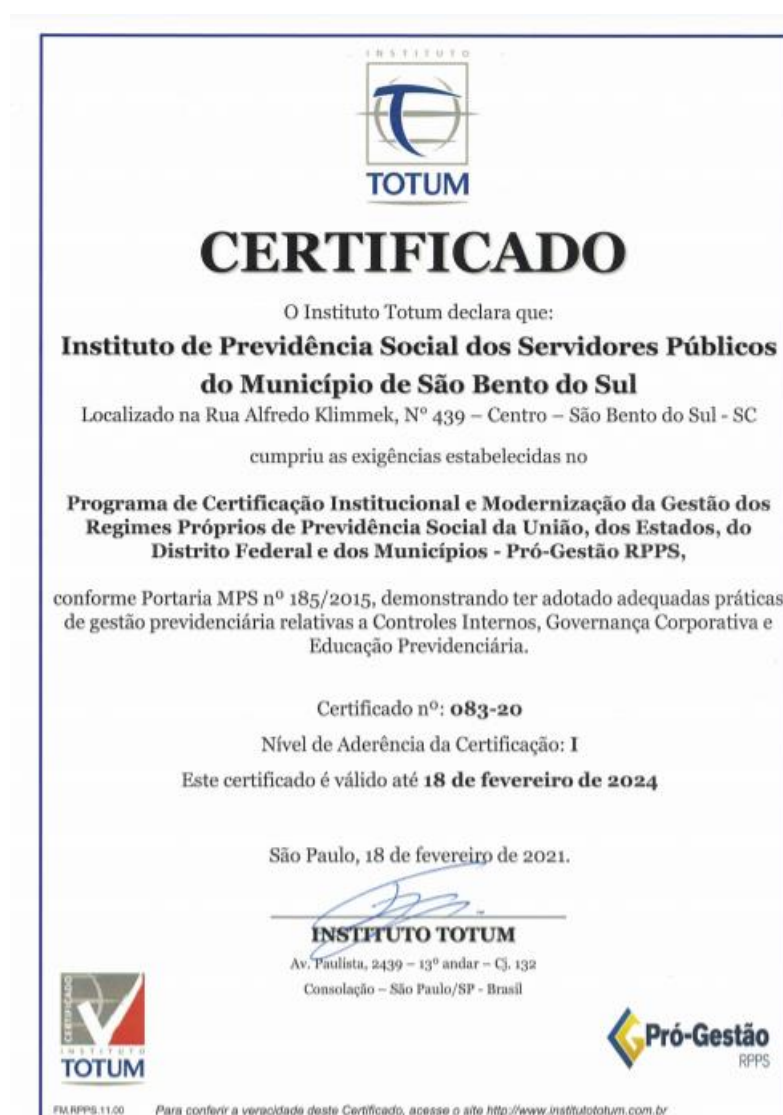 INSTITUTO
TOTUM
CERTIFICADO
O Instituto Totum declara que:
Instituto de Previdência Social dos Servidores Públicos
do Município de São Bento do Sul
Localizado na Rua Alfredo Klimmek, Nº 439 – Centro – São Bento do Sul - SC
cumpriu as exigências estabelecidas no
Programa de Certificação Institucional e Modernização da Gestão dos
Regimes Próprios de Previdência Social da União, dos Estados, do
Distrito Federal e dos Municípios - Pró-Gestão RPPS,
conforme Portaria MPS nº 185/2015, demonstrando ter adotado adequadas práticas
de gestão previdenciária relativas a Controles Internos, Governança Corporativa e
Educação Previdenciária.
Certificado nº: 083-20
Nível de Aderência da Certificação: I
Este certificado é válido até 18 de fevereiro de 2024
São Paulo, 18 de fevereiro de 2021.
INSTITUTO TOTUM
Av. Paulista, 2439 – 13º andar – Cj. 132
Consolação – São Paulo/SP - Brasil
CERTIFICADO
INSTITUTO
TOTUM
Pró-Gestão
RPPS
FM.RPPS.11.00 Para conferir a veracidade deste Certificado, acesse o site http://www.institutototum.com.br